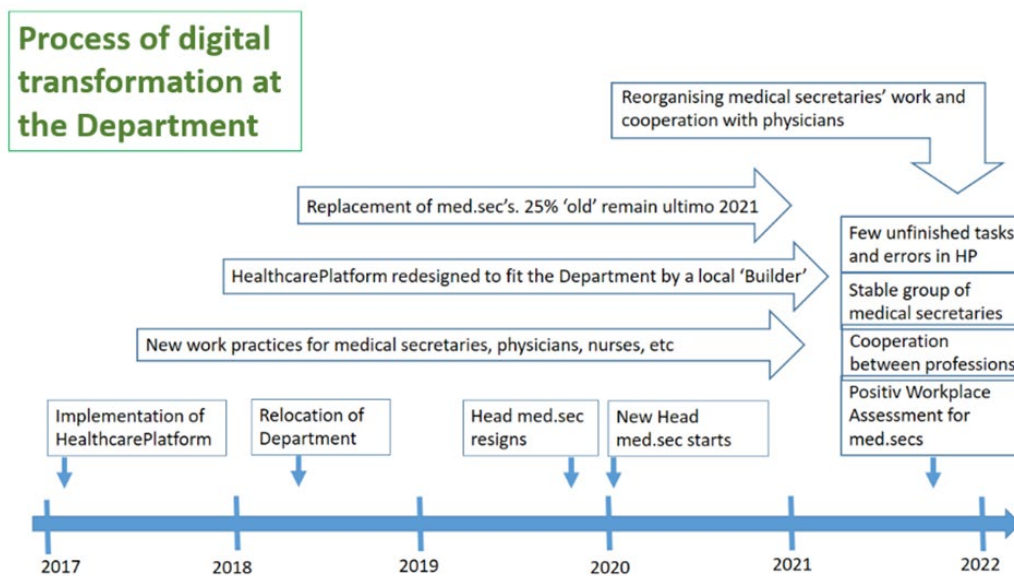 Process of digital
transformation at
the Department
Reorganising medical secretaries' work and
cooperation with physicians
Replacement of med.sec's. 25% 'old' remain ultimo 2021
HealthcarePlatform redesigned to fit the Department by a local 'Builder'
New work practices for medical secretaries, physicians, nurses, etc
Few unfinished tasks
and errors in HP
Stable group of
medical secretaries
Cooperation
between professions
Positiv Workplace
Assessment for
med.secs
Implementation of
HealthcarePlatform
Relocation of
Department
Head med.sec
resigns
New Head
med.sec starts
2017
2018
2019
2020
2021
2022